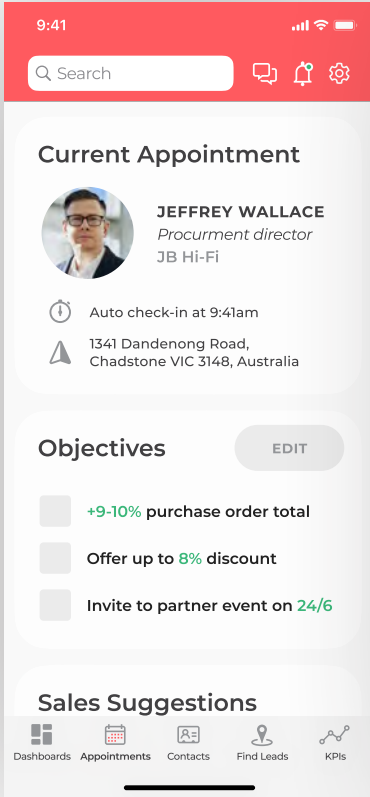 9:41
Search
Current Appointment
JEFFREY WALLACE
Procurment director
JB Hi-Fi
Auto check-in at 9:41am
1341 Dandenong Road,
Chadstone VIC 3148, Australia
Objectives
EDIT
+9-10% purchase order total
Offer up to 8% discount
Invite to partner event on 24/6
Sales Suggestions
Dashboards
Appointments
Contacts
Find Leads
KPIs